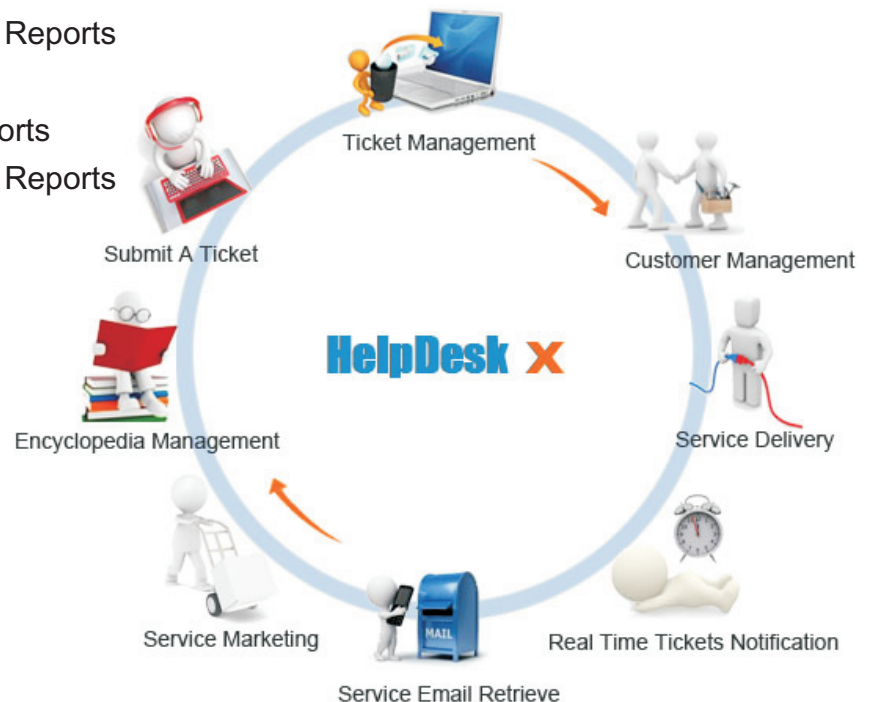 Reports
orts
Reports
Ticket Management
Customer Management
Service Delivery
Real Time Tickets Notification
Service Email Retrieve
Service Marketing
Encyclopedia Management
Submit A Ticket
HelpDesk X
MAIL